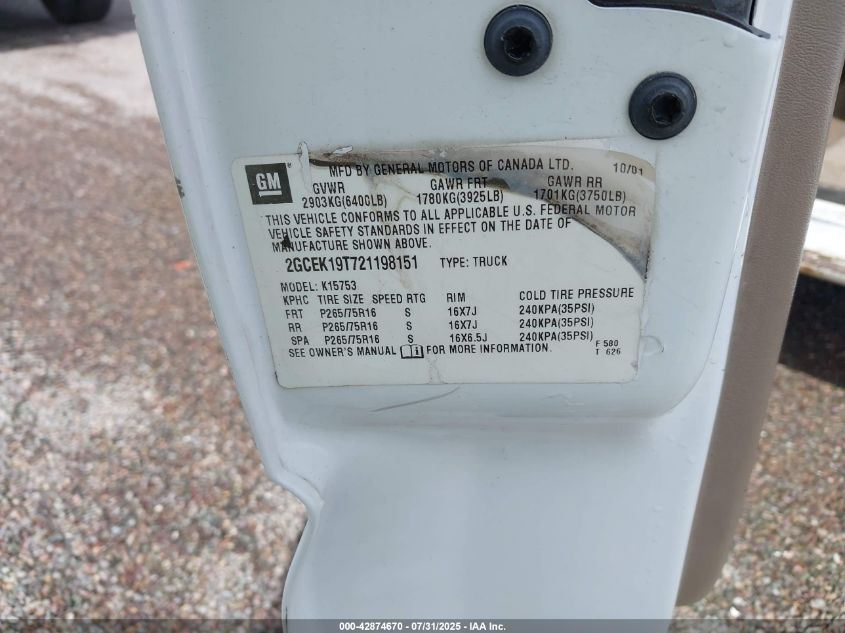 MFD BY GENERAL MOTORS OF CANADA LTD. 10/01
GM
GVWR GAWR FRT GAWR RR
2903KG(6400LB) 1780KG(3925LB) 1701KG(3750LB)
THIS VEHICLE CONFORMS TO ALL APPLICABLE U.S. FEDERAL MOTOR
VEHICLE SAFETY STANDARDS IN EFFECT ON THE DATE OF
MANUFACTURE SHOWN ABOVE.
2GCEK19T721198151 TYPE: TRUCK
MODEL: K15753
KPHC TIRE SIZE SPEED RTG RIM COLD TIRE PRESSURE
FRT P265/75R16 S 16X7J 240KPA(35PSI)
RR P265/75R16 S 16X7J 240KPA(35PSI)
SPA P265/75R16 S 16X6.5J 240KPA(35PSI)
SEE OWNER'S MANUAL FOR MORE INFORMATION.
F 580
T 626
000-42874670 - 07/31/2025 - IAA Inc.